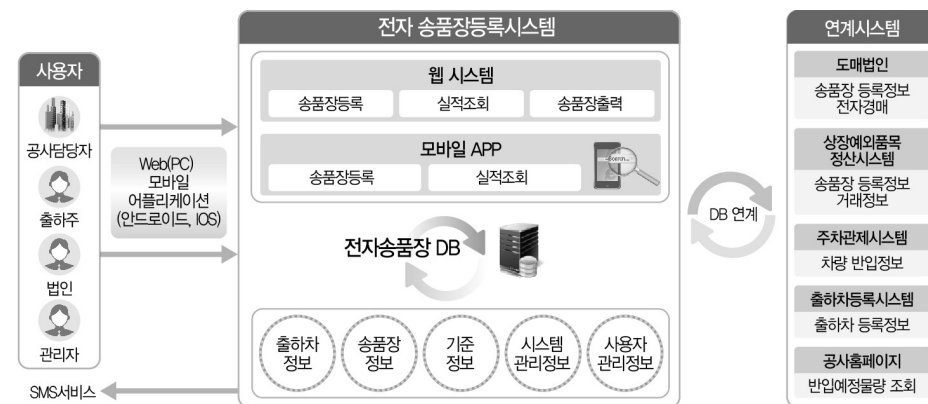 사용자
공사담당자
출하주
법인
관리자
SMS서비스
Web(PC)
모바일
어플리케이션
(안드로이드, IOS)
전자 송품장등록시스템
웹 시스템
송품장등록
실적조회
송품장출력
모바일 APP
송품장등록
실적조회
search...
전자송품장 DB
출하차
정보
송품장
정보
기준
정보
시스템
관리정보
사용자
관리정보
DB 연계
연계시스템
도매법인
송품장 등록정보
전자경매
상장예외품목
정산시스템
송품장 등록정보
거래정보
주차관제시스템
차량 반입정보
출하차등록시스템
출하차 등록정보
공사홈페이지
반입예정물량 조회